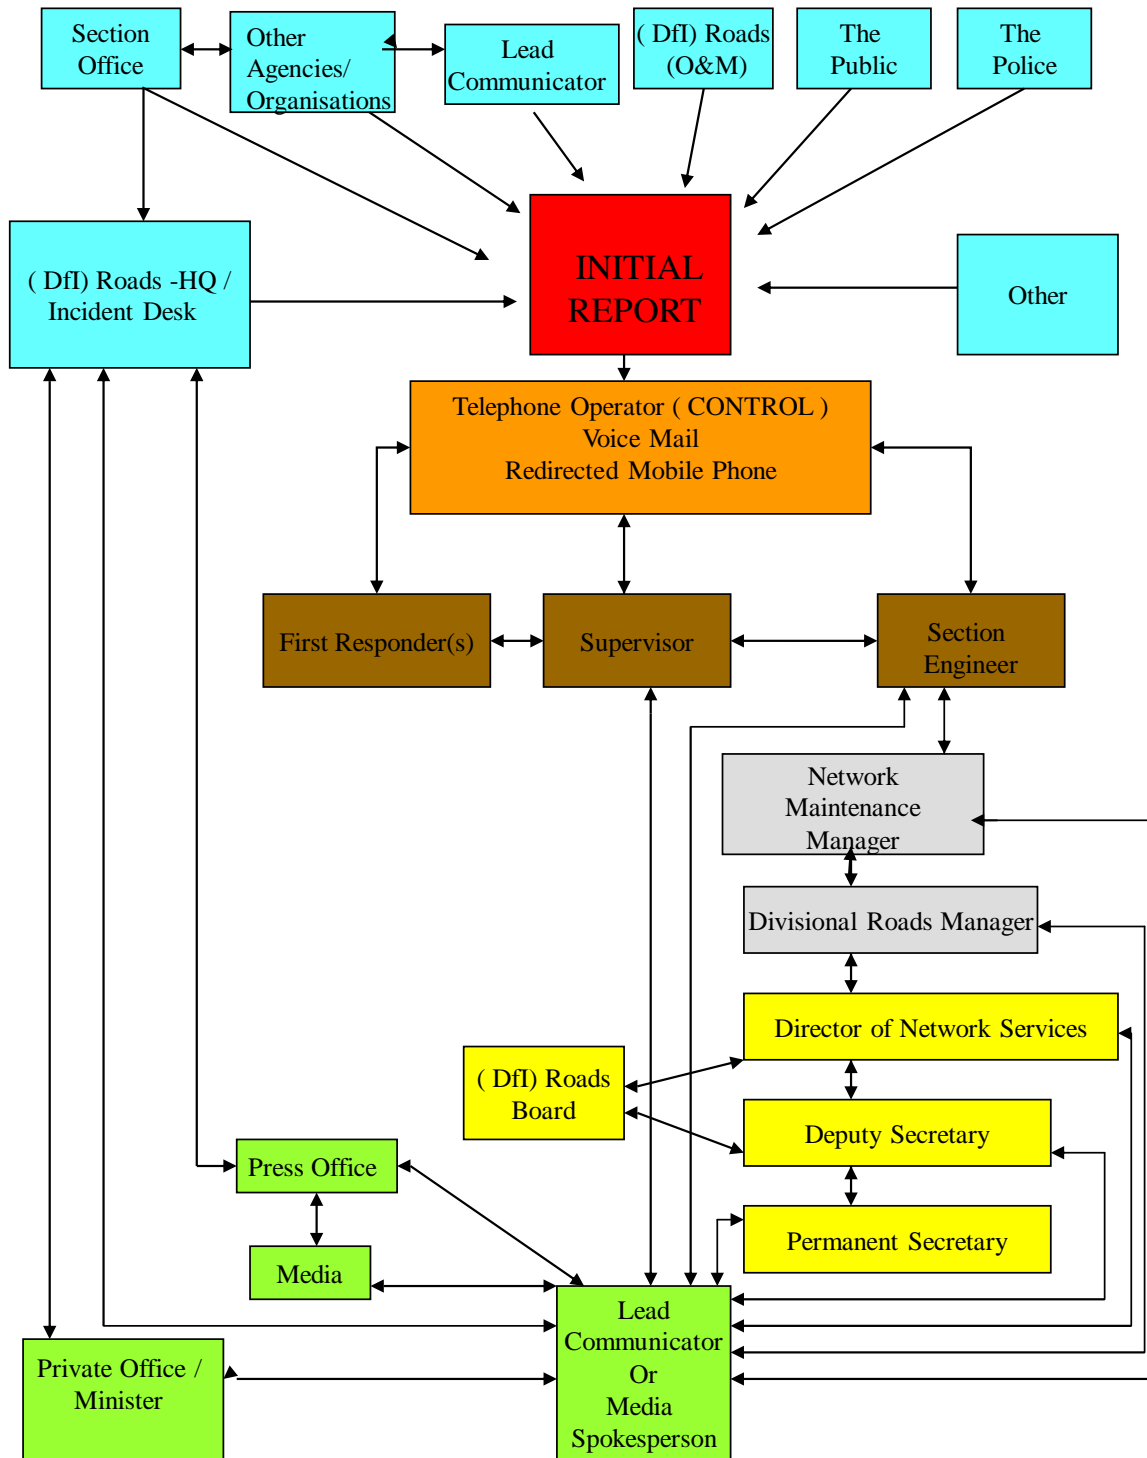 Section
Office
Other
Agencies/
Organisations
Lead
Communicator
( DfI) Roads
(O&M)
The
Public
The
Police
( DfI) Roads -HQ /
Incident Desk
INITIAL
REPORT
Other
Telephone Operator ( CONTROL )
Voice Mail
Redirected Mobile Phone
First Responder(s)
Supervisor
Section
Engineer
Network
Maintenance
Manager
Divisional Roads Manager
Director of Network Services
( DfI) Roads
Board
Deputy Secretary
Press Office
Permanent Secretary
Media
Lead
Communicator
Or
Media
Spokesperson
Private Office /
Minister